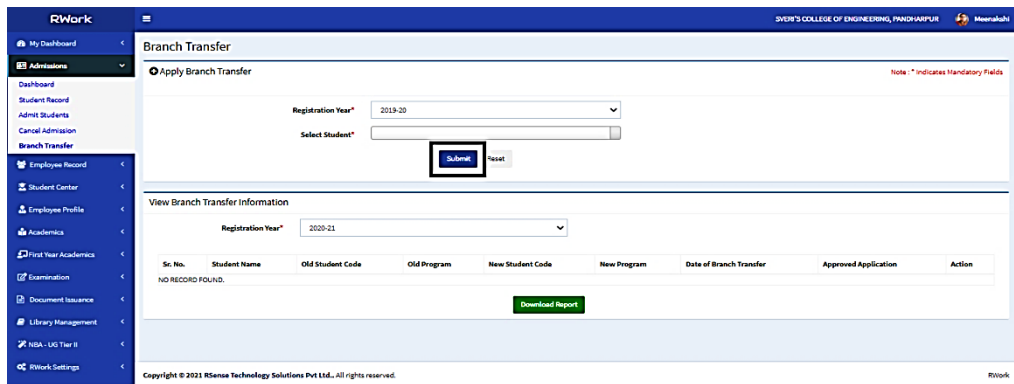 RWork
SVERI'S COLLEGE OF ENGINEERING, PANDHARPUR
Meenakshi
My Dashboard
Admissions
Dashboard
Student Record
Admit Students
Cancel Admission
Branch Transfer
Employee Record
Student Center
Employee Profile
Academics
First Year Academics
Examination
Document Issuance
Library Management
NBA - UG Tier II
RWork Settings
Branch Transfer
Apply Branch Transfer
Note : * Indicates Mandatory Fields
Registration Year* 2019-20
Select Student*
Submit Reset
View Branch Transfer Information
Registration Year* 2020-21
Sr. No. Student Name Old Student Code Old Program New Student Code New Program Date of Branch Transfer Approved Application Action
NO RECORD FOUND.
Download Report
Copyright © 2021 RSense Technology Solutions Pvt Ltd.. All rights reserved.
RWork